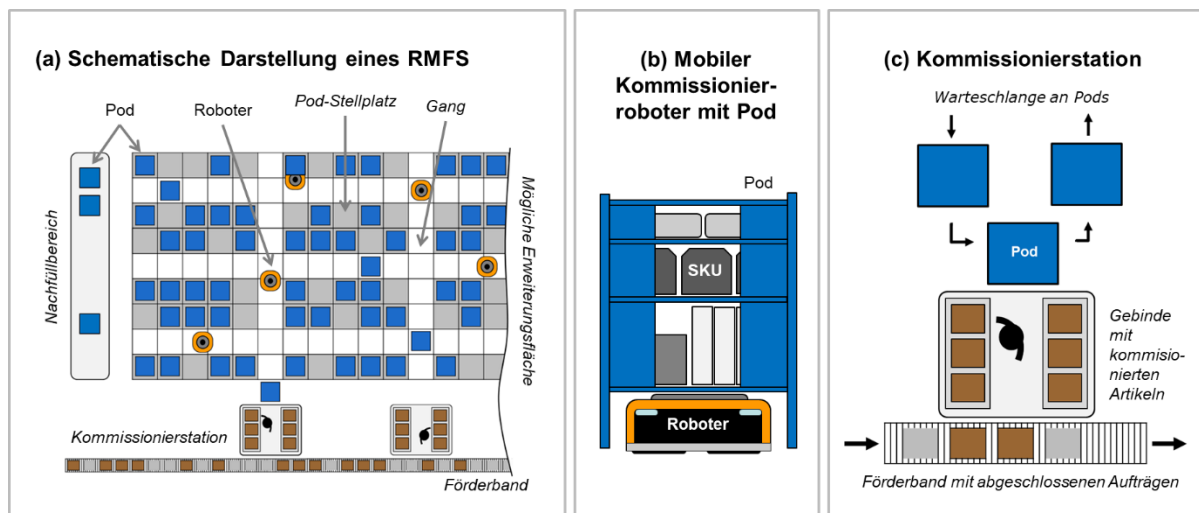 (a) Schematische Darstellung eines RMFS
Pod
Roboter
Pod-Stellplatz
Gang
Nachfüllbereich
Mögliche Erweiterungsfläche
Kommissionierstation
Förderband
(b) Mobiler
Kommissionier-
roboter mit Pod
Pod
SKU
Roboter
(c) Kommissionierstation
Warteschlange an Pods
Pod
Gebinde
mit
kommisio-
nierten
Artikeln
Förderband mit abgeschlossenen Aufträgen